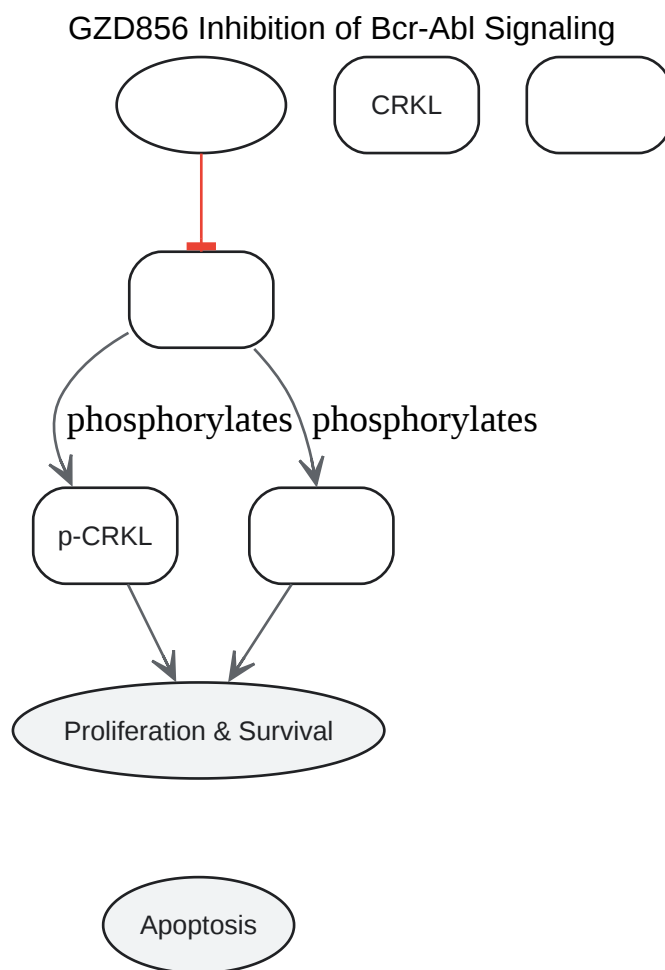 GZD856 Inhibition of Bcr-Abl Signaling
CRKL
phosphorylates
phosphorylates
p-CRKL
Proliferation & Survival
Apoptosis